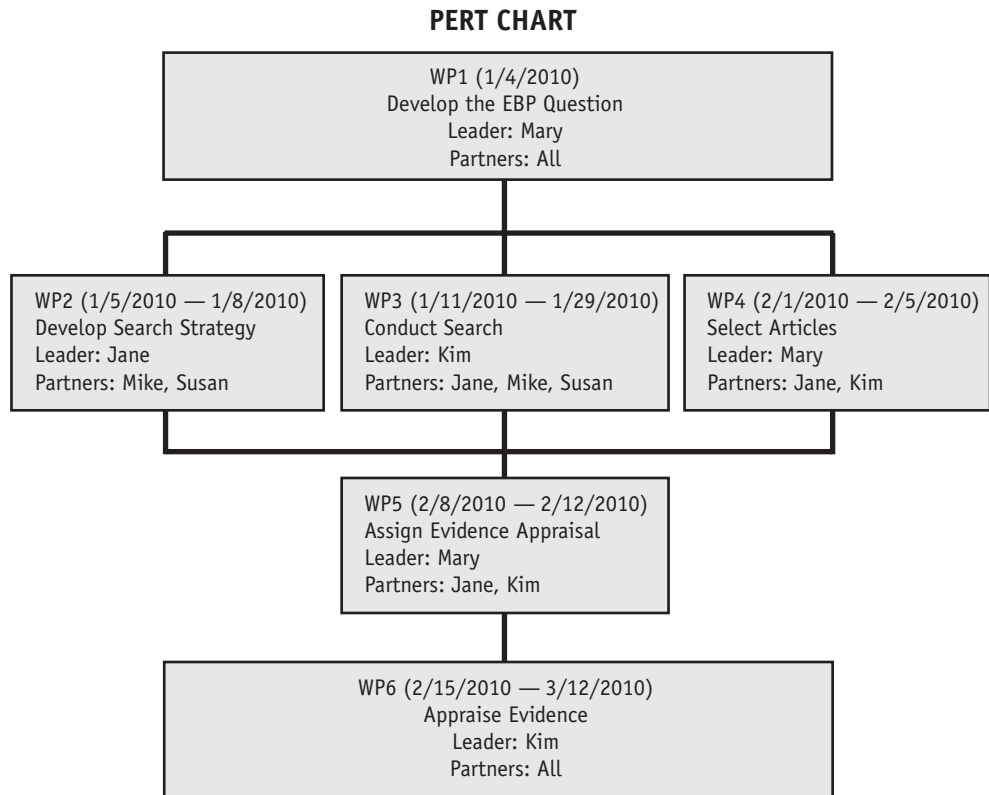 PERT CHART
WP1 (1/4/2010)
Develop the EBP Question
Leader: Mary
Partners: All
WP2 (1/5/2010 — 1/8/2010)
Develop Search Strategy
Leader: Jane
Partners: Mike, Susan
WP3 (1/11/2010 — 1/29/2010)
Conduct Search
Leader: Kim
Partners: Jane, Mike, Susan
WP4 (2/1/2010 — 2/5/2010)
Select Articles
Leader: Mary
Partners: Jane, Kim
WP5 (2/8/2010 — 2/12/2010)
Assign Evidence Appraisal
Leader: Mary
Partners: Jane, Kim
WP6 (2/15/2010 — 3/12/2010)
Appraise Evidence
Leader: Kim
Partners: All